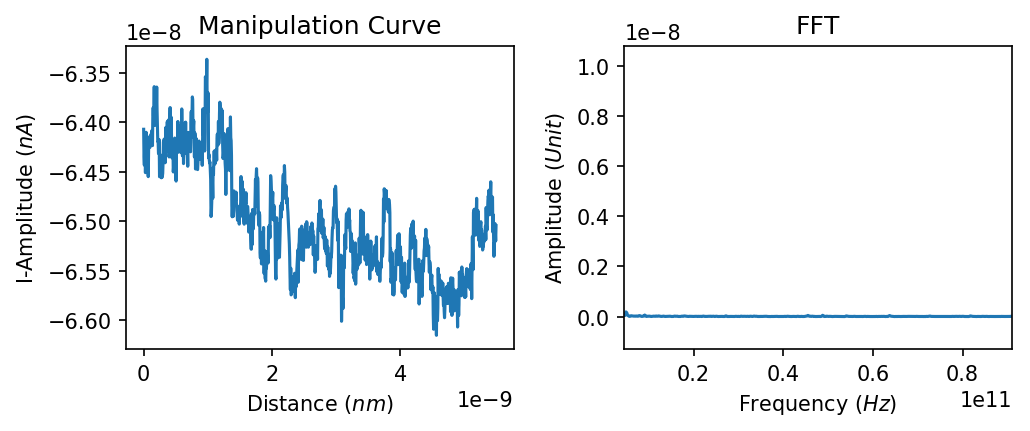 Manipulation Curve
1e−8
I-Amplitude (nA)
−6.35
−6.40
−6.45
−6.50
−6.55
−6.60
0
2
4
Distance (nm)
1e−9
FFT
1e−8
Amplitude (Unit)
1.0
0.8
0.6
0.4
0.2
0.0
0.2
0.4
0.6
0.8
Frequency (Hz)
1e11